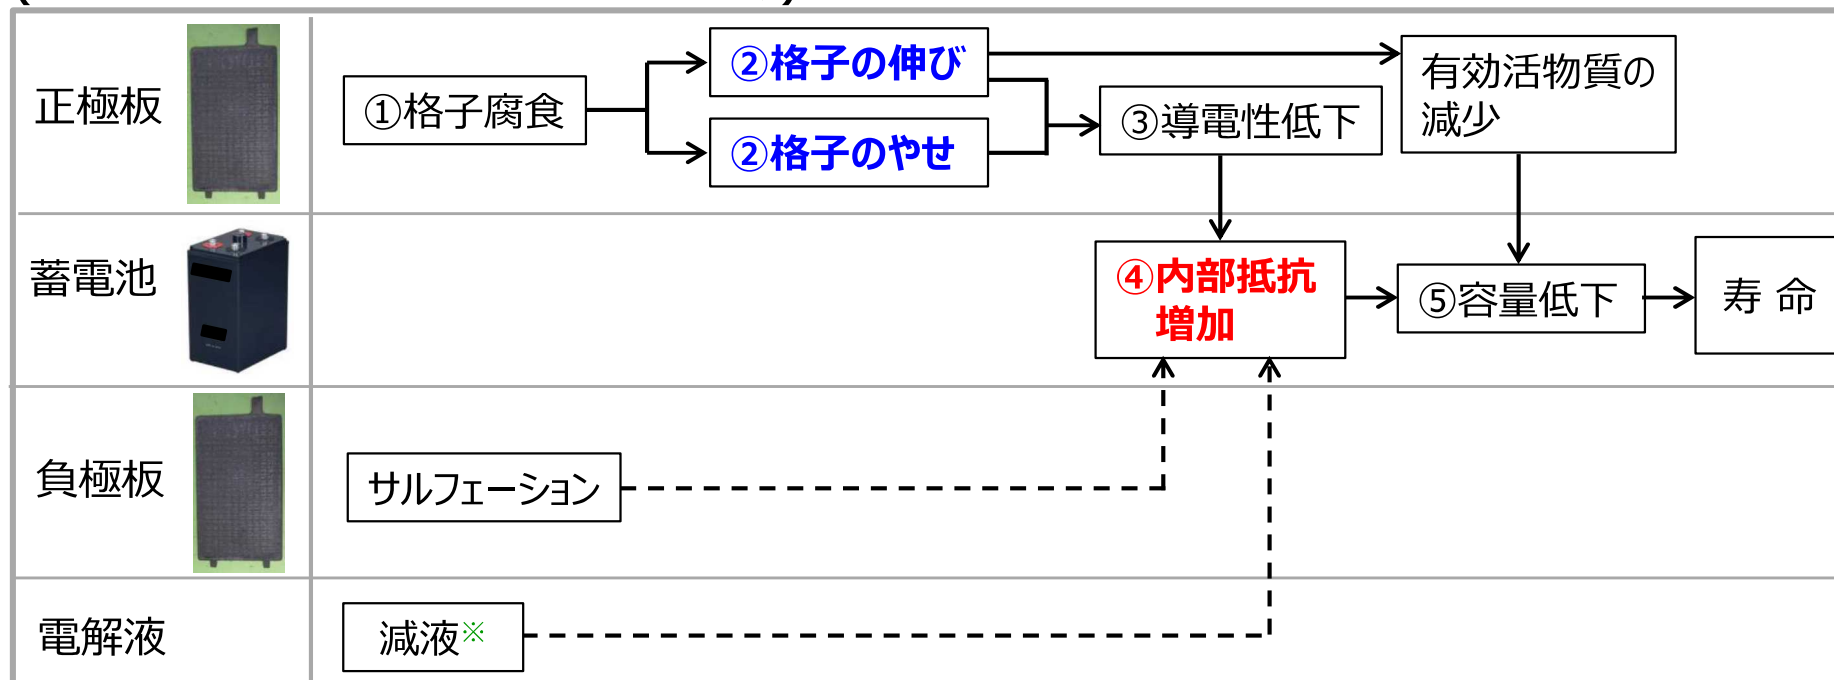 正極板
①格子腐食
②格子の伸び
②格子のやせ
③導電性低下
有効活物質の
減少
蓄電池
④内部抵抗
増加
⑤容量低下
寿 命
負極板
サルフェーション
電解液
減液※